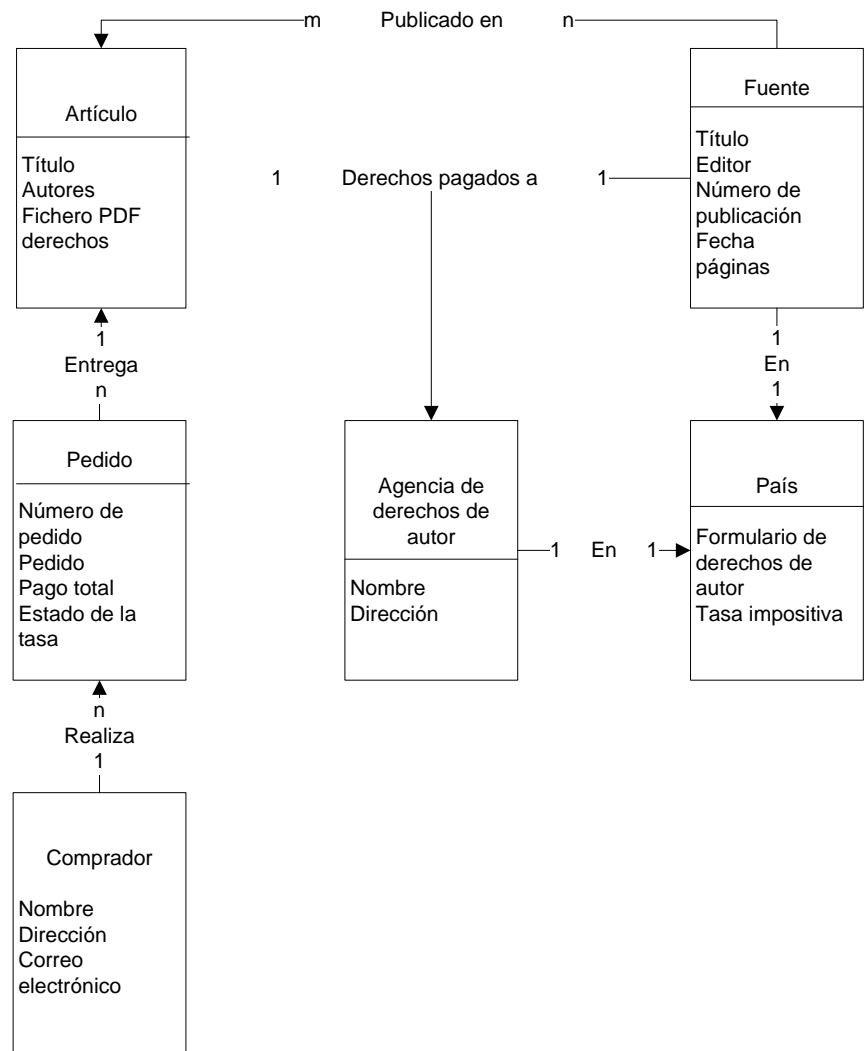 m Publicado en n
Artículo
Título
Autores
Fichero PDF
derechos
Fuente
Título
Editor
Número de
publicación
Fecha
páginas
1 Derechos pagados a 1
1
Entrega
n
1
En
1
Pedido
Número de
pedido
Pedido
Pago total
Estado de la
tasa
Agencia de
derechos de
autor
Nombre
Dirección
1 En 1
País
Formulario de
derechos de
autor
Tasa impositiva
n
Realiza
1
Comprador
Nombre
Dirección
Correo
electrónico